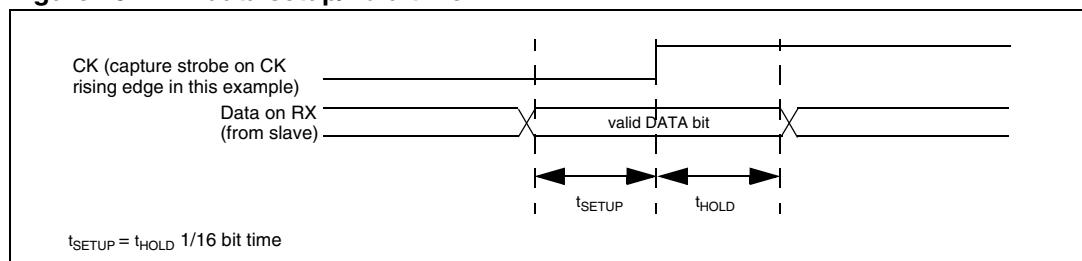 CK (capture strobe on CK
rising edge in this example)
Data on RX
(from slave)
valid DATA bit
tSETUP
tHOLD
tSETUP = tHOLD 1/16 bit time